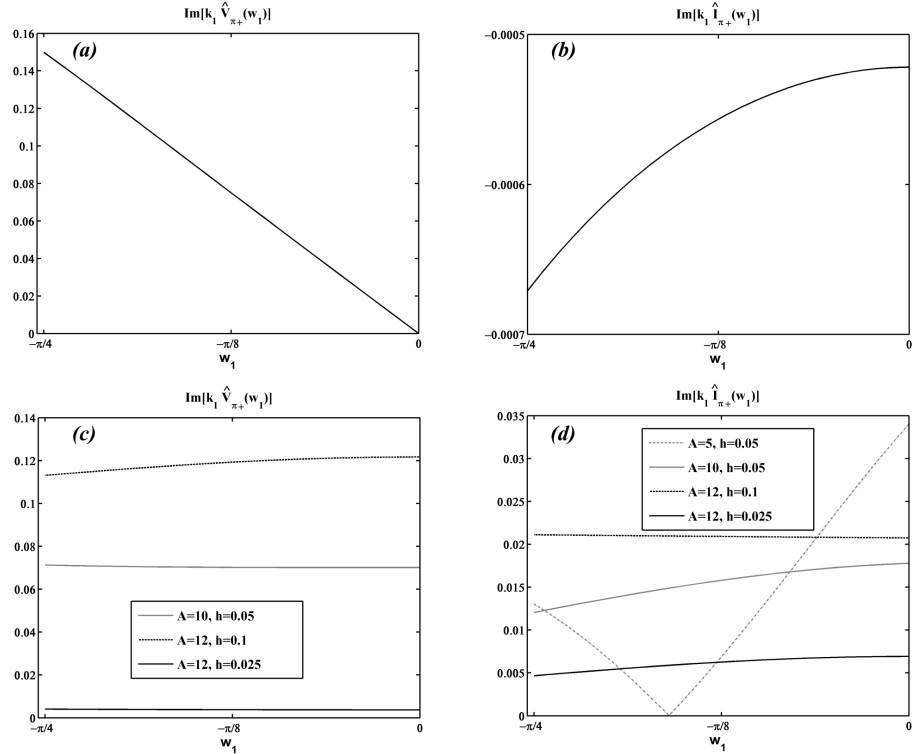 Im[k₁ V̂π+(w₁)]
(a)
0.16
0.14
0.12
0.10
0.08
0.06
0.04
0.02
0
−π/4
−π/8
0
w₁
Im[k₁ Îπ+(w₁)]
(b)
−0.0005
−0.0006
−0.0007
−π/4
−π/8
0
w₁
Im[k₁ V̂π+(w₁)]
(c)
0.14
0.12
0.1
0.08
0.06
0.04
0.02
0
A=10, h=0.05
A=12, h=0.1
A=12, h=0.025
−π/4
−π/8
0
w₁
Im[k₁ Îπ+(w₁)]
(d)
0.035
0.03
0.025
0.02
0.015
0.01
0.005
0
A=5, h=0.05
A=10, h=0.05
A=12, h=0.1
A=12, h=0.025
−π/4
−π/8
0
w₁